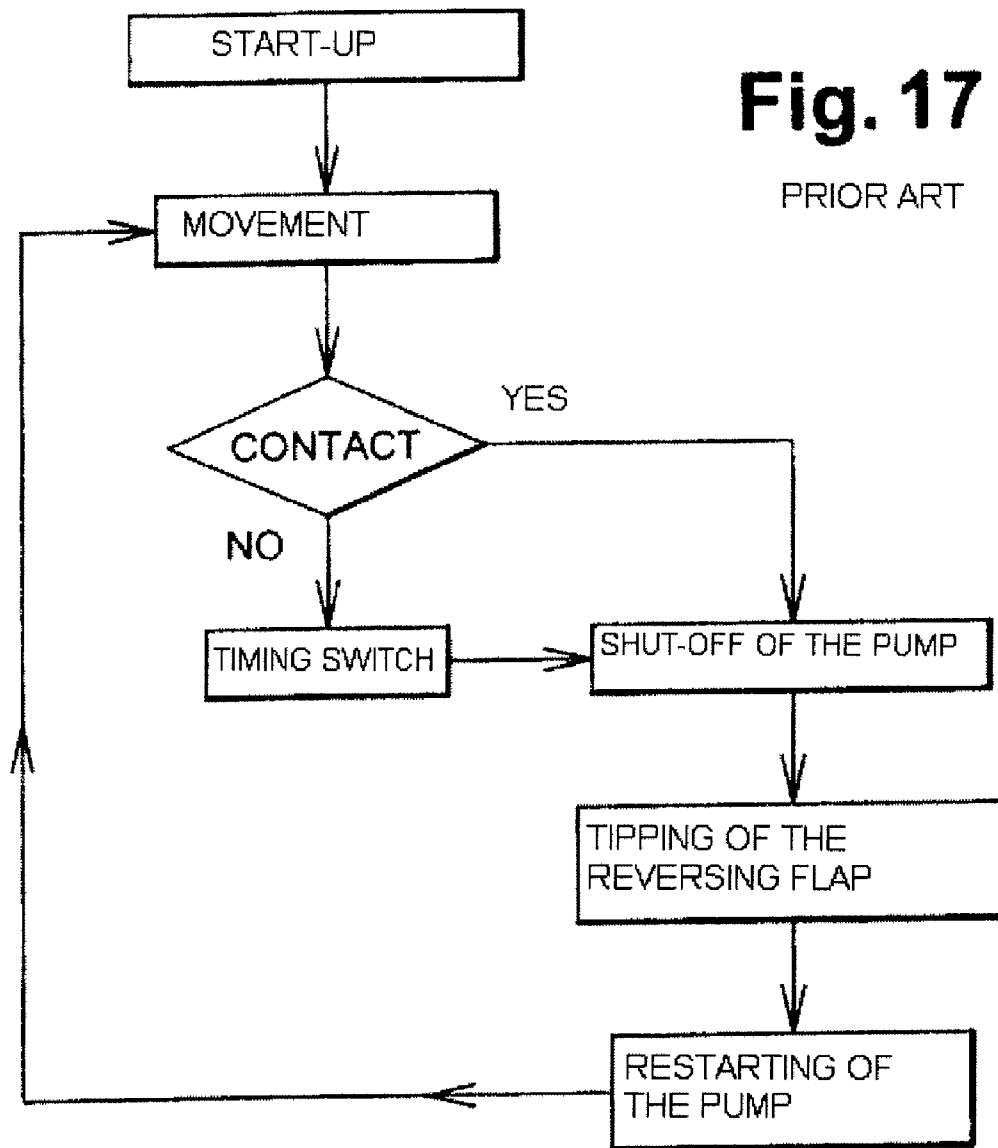 START-UP
Fig. 17
PRIOR ART
MOVEMENT
YES
CONTACT
NO
TIMING SWITCH
SHUT-OFF OF THE PUMP
TIPPING OF THE
REVERSING FLAP
RESTARTING OF
THE PUMP